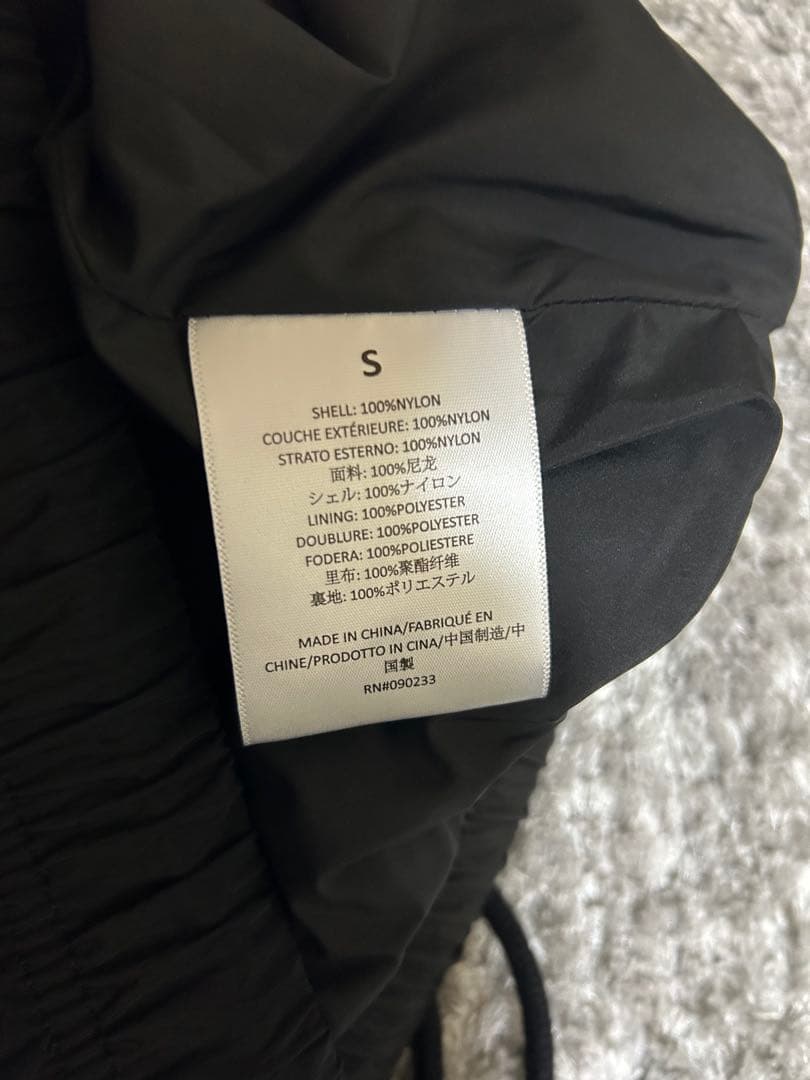 S
SHELL: 100%NYLON
COUCHE EXTÉRIEURE: 100%NYLON
STRATO ESTERNO: 100%NYLON
面料: 100%尼龙
シェル: 100%ナイロン
LINING: 100%POLYESTER
DOUBLURE: 100%POLYESTER
FODERA: 100%POLIESTERE
里布: 100%聚酯纤维
裏地: 100%ポリエステル
MADE IN CHINA/FABRIQUÉ EN
CHINE/PRODOTTO IN CINA/中国制造/中
国製
RN#090233